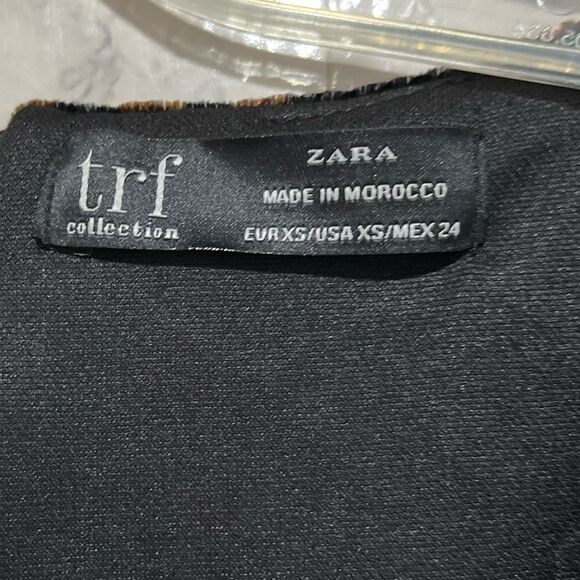 trf
collection
ZARA
MADE IN MOROCCO
EUR XS/USA XS/MEX 24